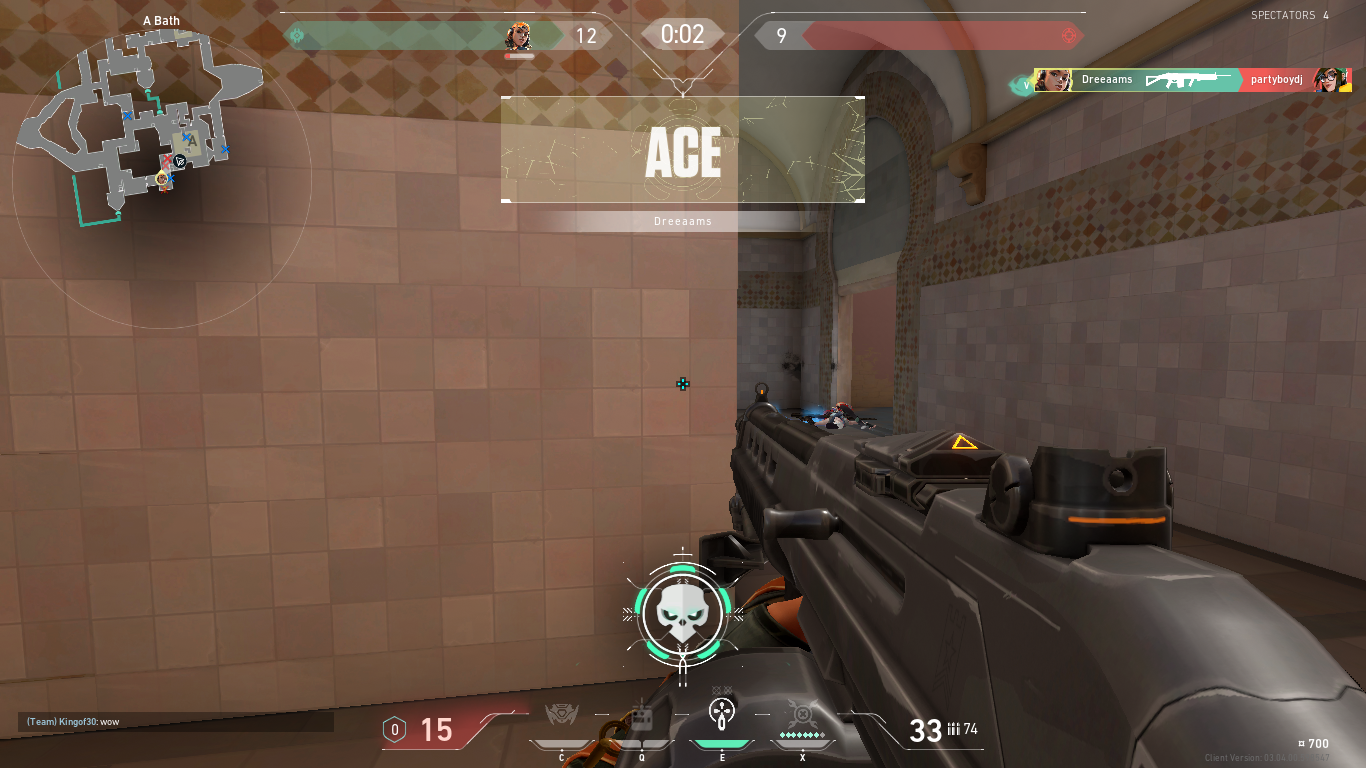 A Bath
12
0:02
9
SPECTATORS 4
Dreeaams
partyboydj
ACE
Dreeaams
A
(Team) Kingof30: wow
0
15
C
Q
E
X
33
74
700